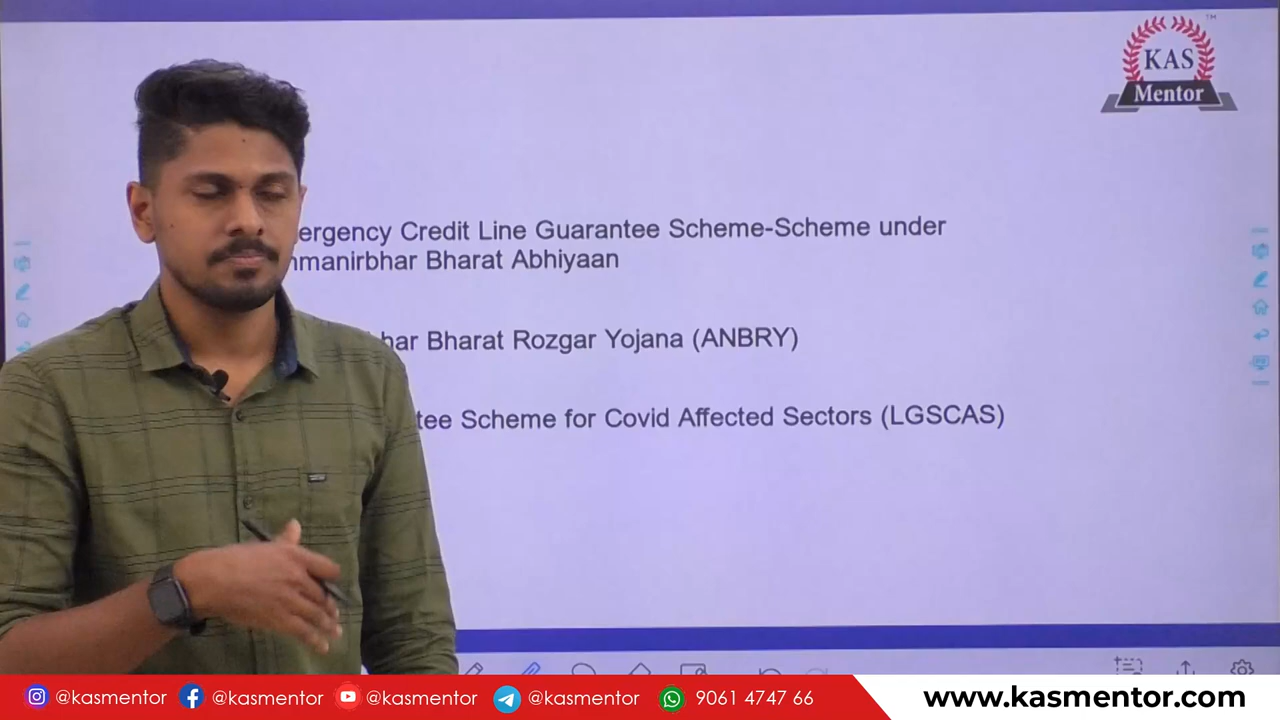 KAS
TM
Mentor
ergency Credit Line Guarantee Scheme-Scheme under
nmanirbhar Bharat Abhiyaan
har Bharat Rozgar Yojana (ANBRY)
tee Scheme for Covid Affected Sectors (LGSCAS)
@kasmentor @kasmentor @kasmentor @kasmentor 9061 4747 66 www.kasmentor.com